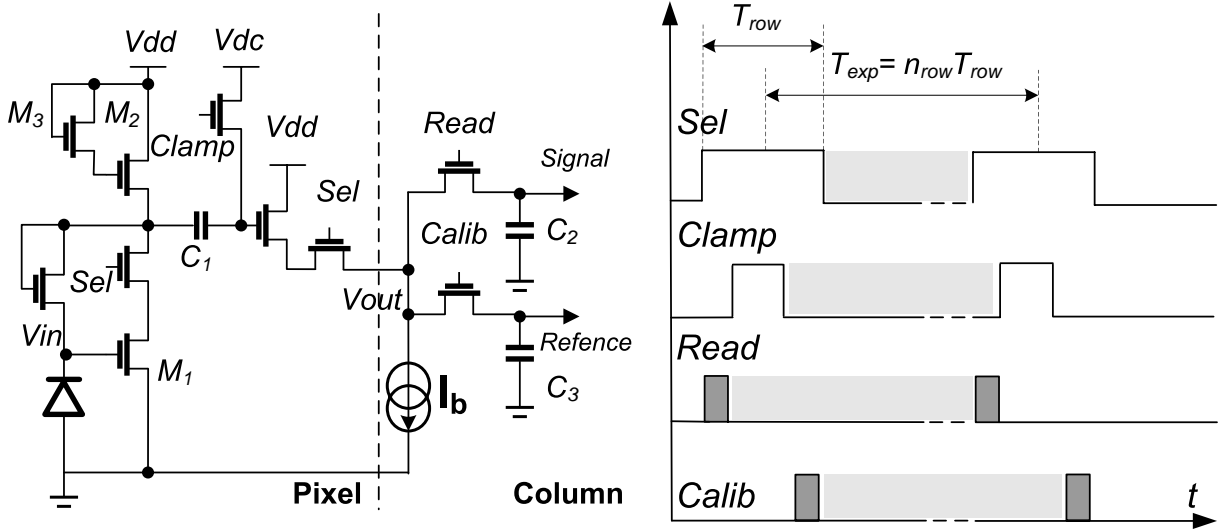 Vdd
Vdc
M3
M2
Clamp
Vdd
Read
Signal
Sel
C1
Calib
C2
Sel
Vout
Vin
Refence
M1
C3
Ib
Pixel
Column
Trow
Texp= nrowTrow
Sel
Clamp
Read
Calib
t